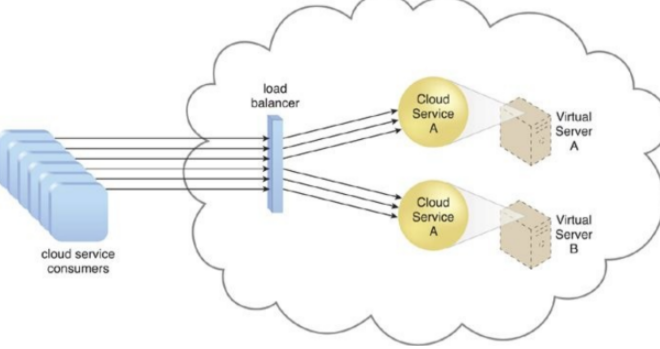 load
balancer
Cloud
Service
A
Virtual
Server
A
Cloud
Service
A
Virtual
Server
B
cloud service
consumers